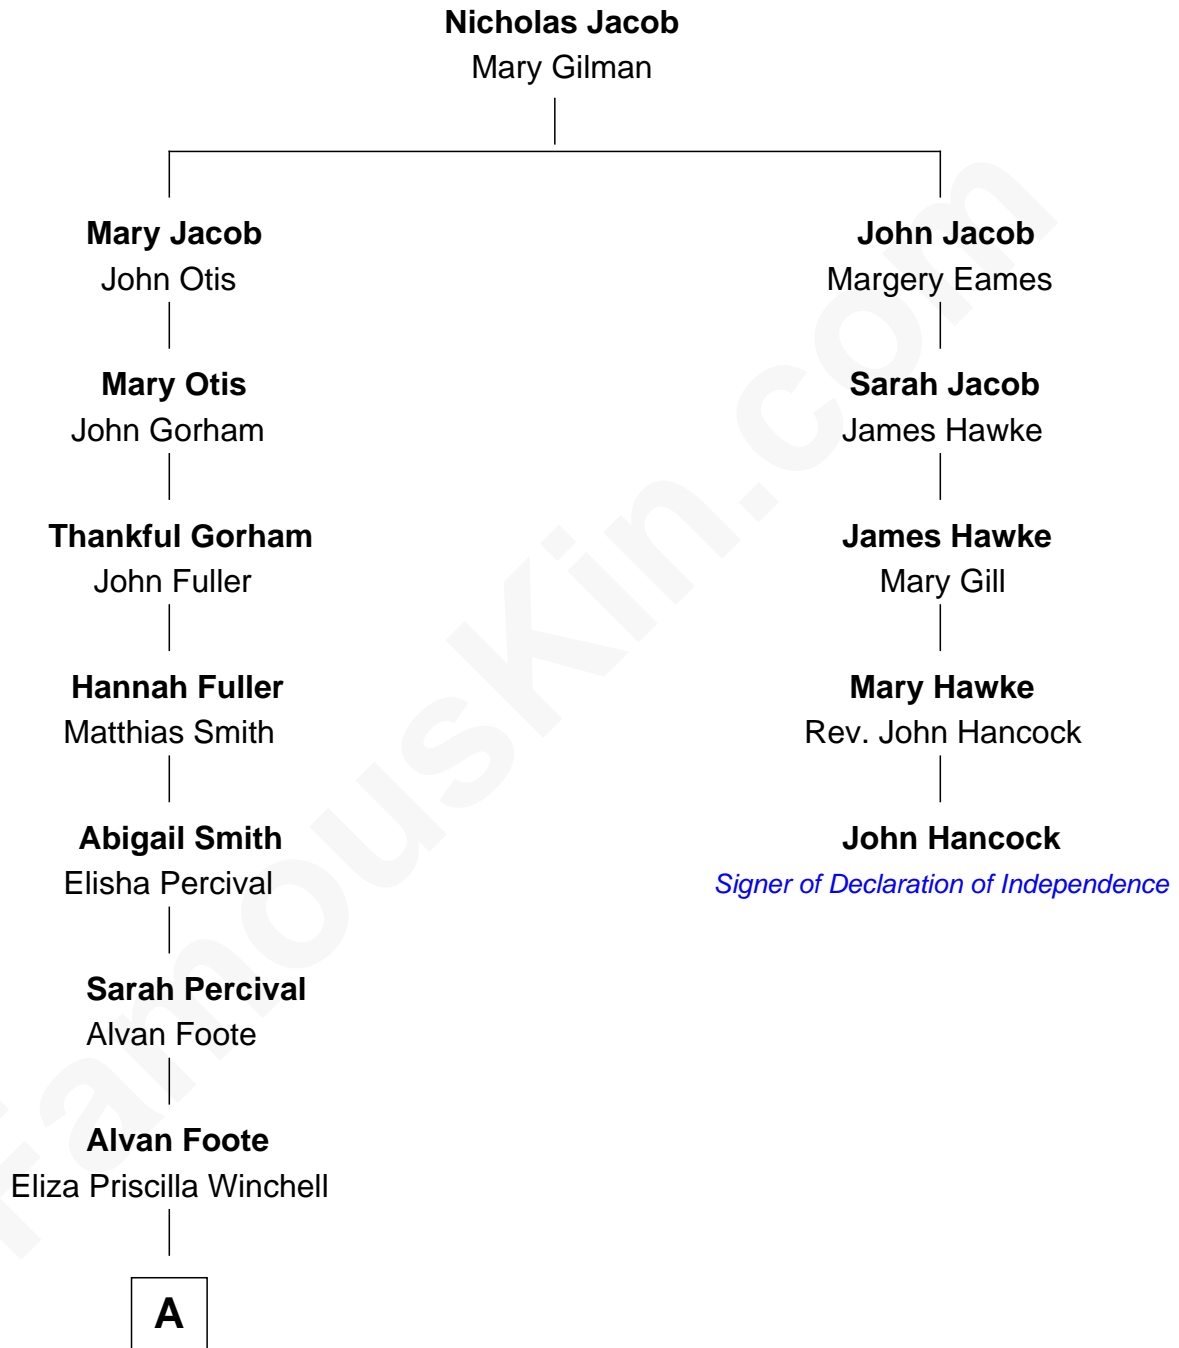 Nicholas Jacob
Mary Gilman
Mary Jacob
John Otis
John Jacob
Margery Eames
Mary Otis
John Gorham
Sarah Jacob
James Hawke
Thankful Gorham
John Fuller
James Hawke
Mary Gill
Hannah Fuller
Matthias Smith
Mary Hawke
Rev. John Hancock
Abigail Smith
Elisha Percival
John Hancock
Signer of Declaration of Independence
Sarah Percival
Alvan Foote
Alvan Foote
Eliza Priscilla Winchell
A
FamousKin.com